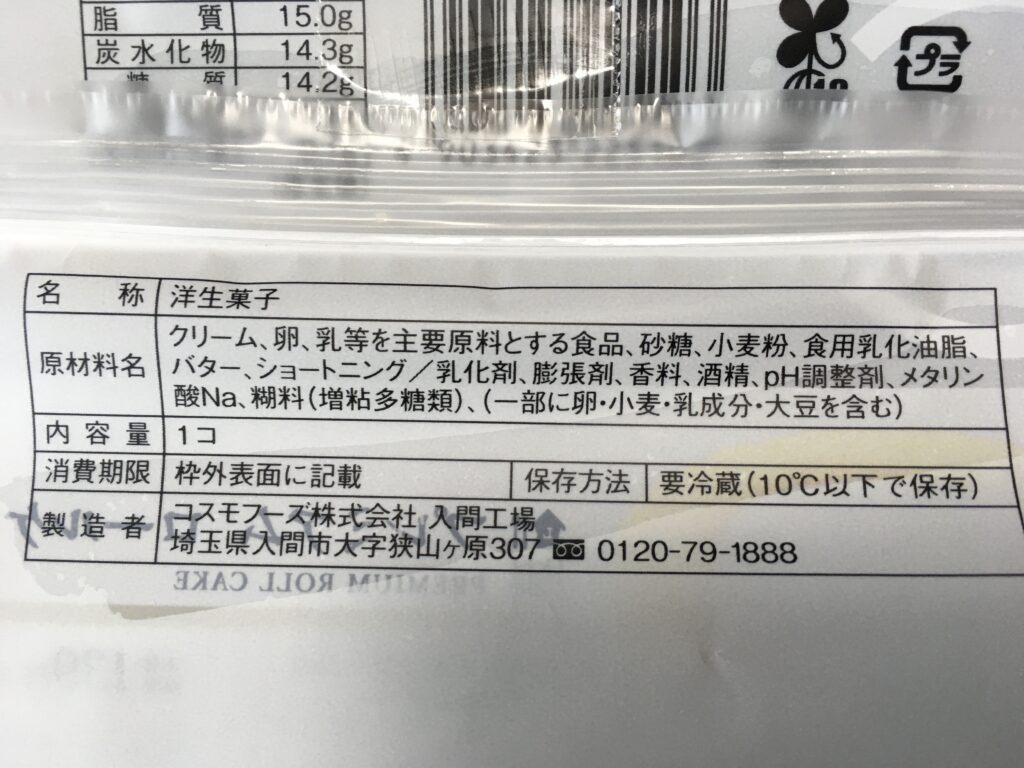 脂質 15.0g
炭水化物 14.3g
糖質 14.2g
プラ
名称 洋生菓子
原材料名 クリーム、卵、乳等を主要原料とする食品、砂糖、小麦粉、食用乳化油脂、
バター、ショートニング/乳化剤、膨張剤、香料、酒精、pH調整剤、メタリン
酸Na、糊料(増粘多糖類)、(一部に卵・小麦・乳成分・大豆を含む)
内容量 1コ
消費期限 枠外表面に記載 保存方法 要冷蔵(10℃以下で保存)
製造者 コスモフーズ株式会社 入間工場
埼玉県入間市大字狭山ヶ原307 0120-79-1888
PREMIUM ROLL CAKE